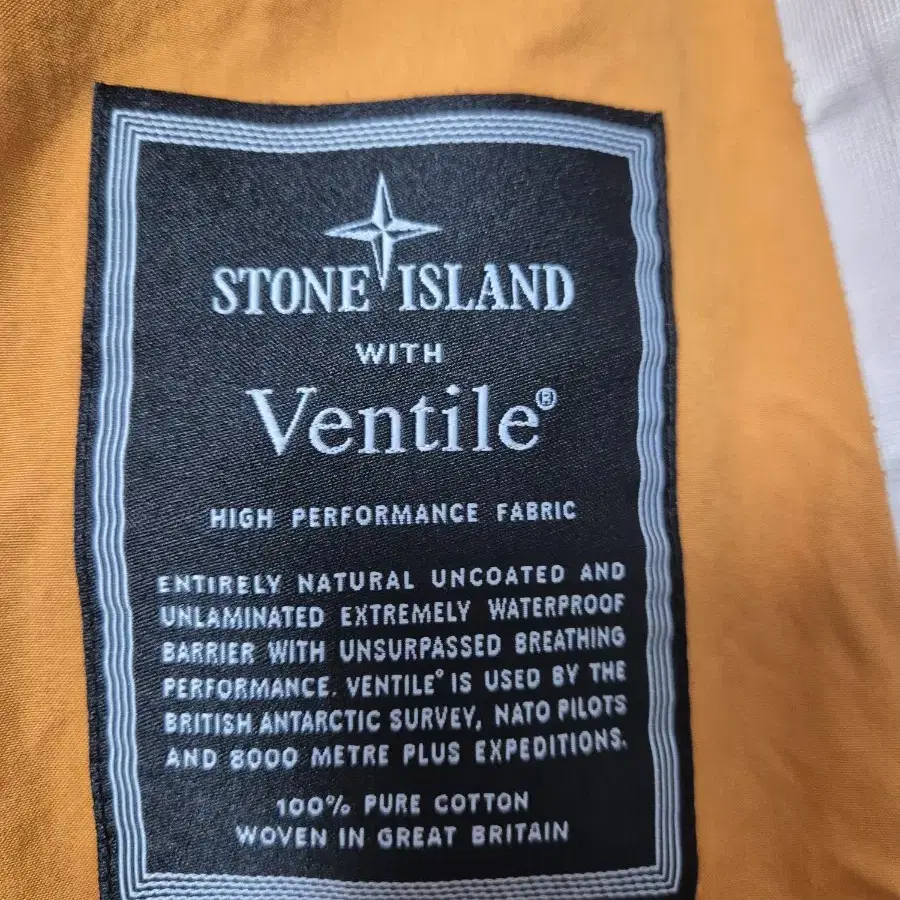 STONE ISLAND
WITH
Ventile®
HIGH PERFORMANCE FABRIC
ENTIRELY NATURAL UNCOATED AND
UNLAMINATED EXTREMELY WATERPROOF
BARRIER WITH UNSURPASSED BREATHING
PERFORMANCE. VENTILE® IS USED BY THE
BRITISH ANTARCTIC SURVEY, NATO PILOTS
AND 8000 METRE PLUS EXPEDITIONS.
100% PURE COTTON
WOVEN IN GREAT BRITAIN